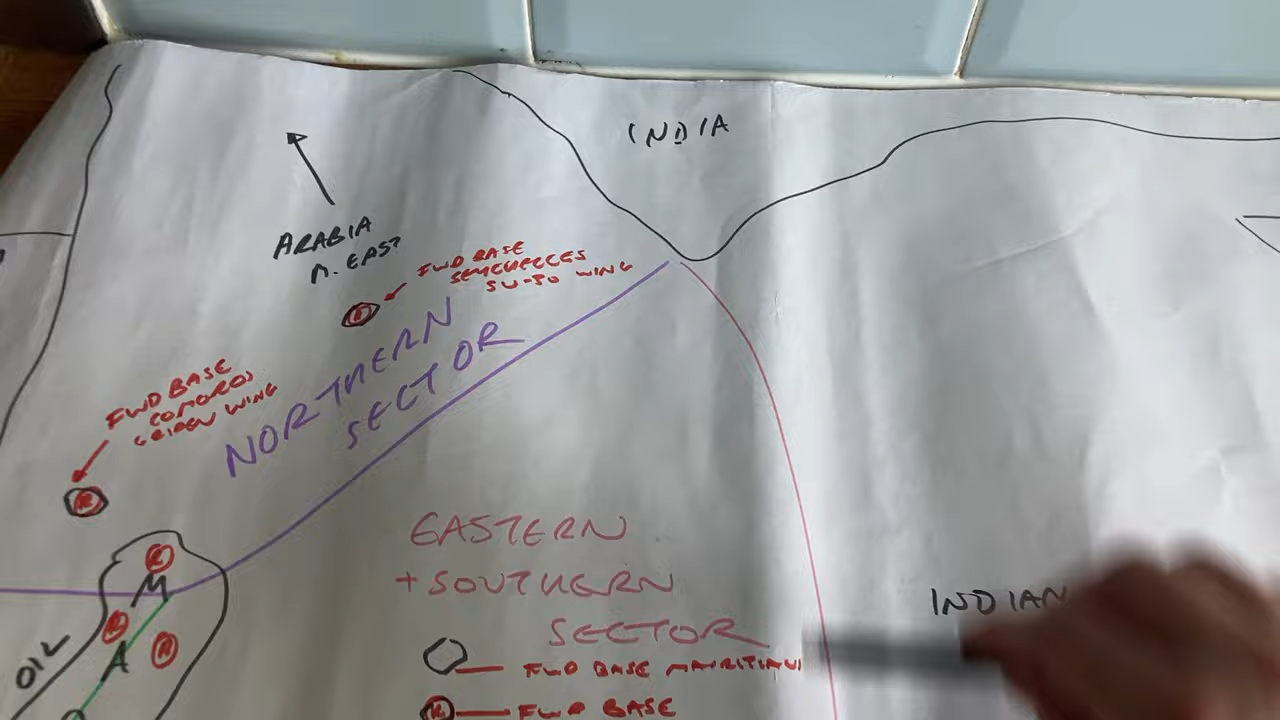 INDIA
ARABIA
M. EAST
FWD BASE
SEYCHELLES
SU-30 WING
NORTHERN
SECTOR
FWD BASE
COMOROS
WING
R
EASTERN
+ SOUTHERN
SECTOR
FWD BASE MAURITIUS
R FWD BASE
INDIAN
R
M
R
A
R
OIL